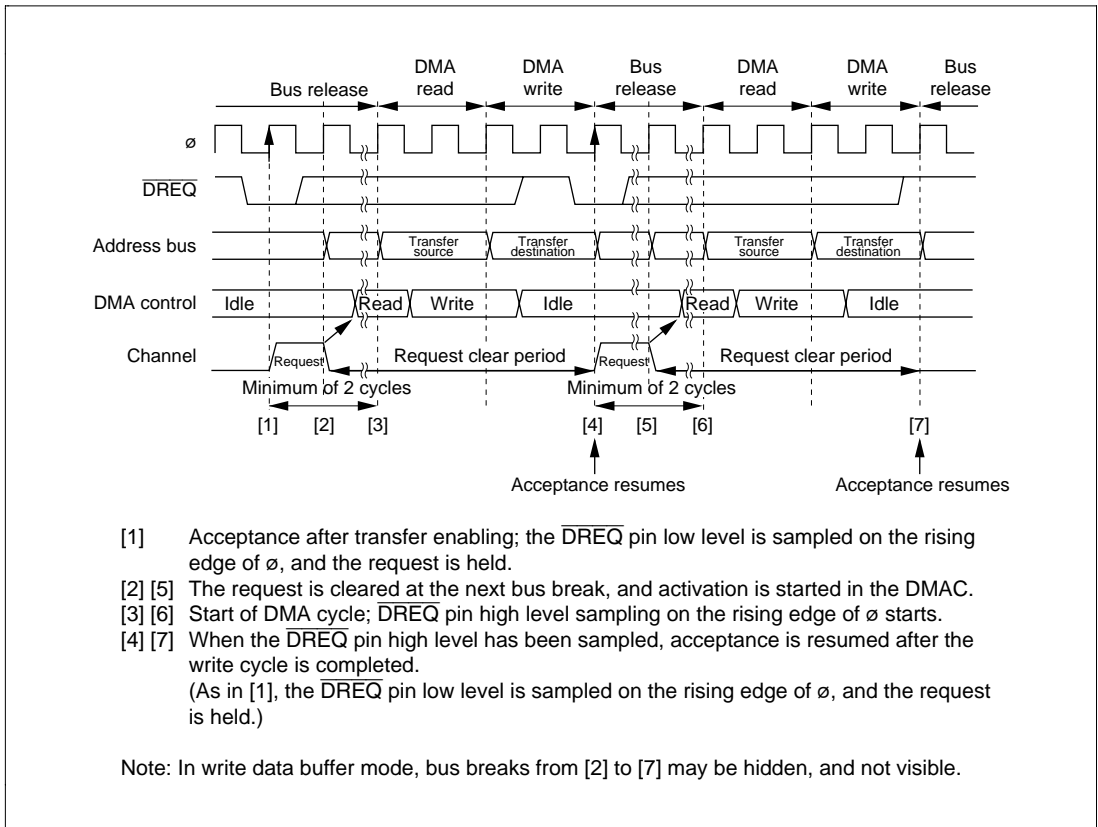 DMA DMA Bus DMA DMA Bus
Bus release read write release read write release
ø
DREQ
Address bus Transfer source Transfer destination Transfer source Transfer destination
DMA control Idle Read Write Idle Read Write Idle
Channel Request Request clear period Request Request clear period
Minimum of 2 cycles Minimum of 2 cycles
[1] [2] [3] [4] [5] [6] [7]
Acceptance resumes Acceptance resumes
[1] Acceptance after transfer enabling; the DREQ pin low level is sampled on the rising
edge of ø, and the request is held.
[2] [5] The request is cleared at the next bus break, and activation is started in the DMAC.
[3] [6] Start of DMA cycle; DREQ pin high level sampling on the rising edge of ø starts.
[4] [7] When the DREQ pin high level has been sampled, acceptance is resumed after the
write cycle is completed.
(As in [1], the DREQ pin low level is sampled on the rising edge of ø, and the request
is held.)
Note: In write data buffer mode, bus breaks from [2] to [7] may be hidden, and not visible.